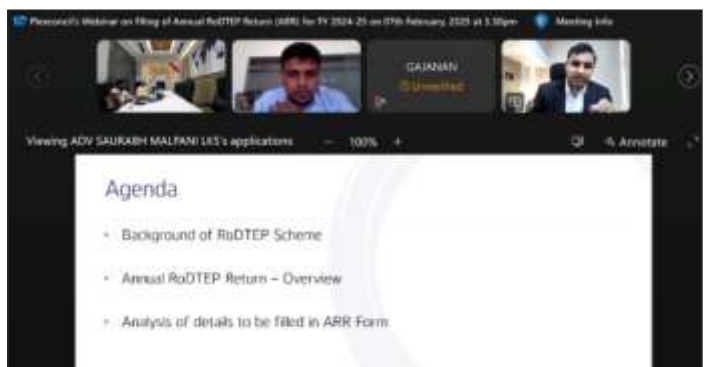 Plexconcil's Webinar on Filing of Annual RoDTEP Return (ARR) for FY 2024-25 on 07th February, 2025 at 3.30pm
Meeting Info
GAJANAN
Unverified
Viewing ADV SAURABH MALPANI LKS's applications
100%
Annotate
Agenda
Background of RoDTEP Scheme
Annual RoDTEP Return – Overview
Analysis of details to be filled in ARR Form